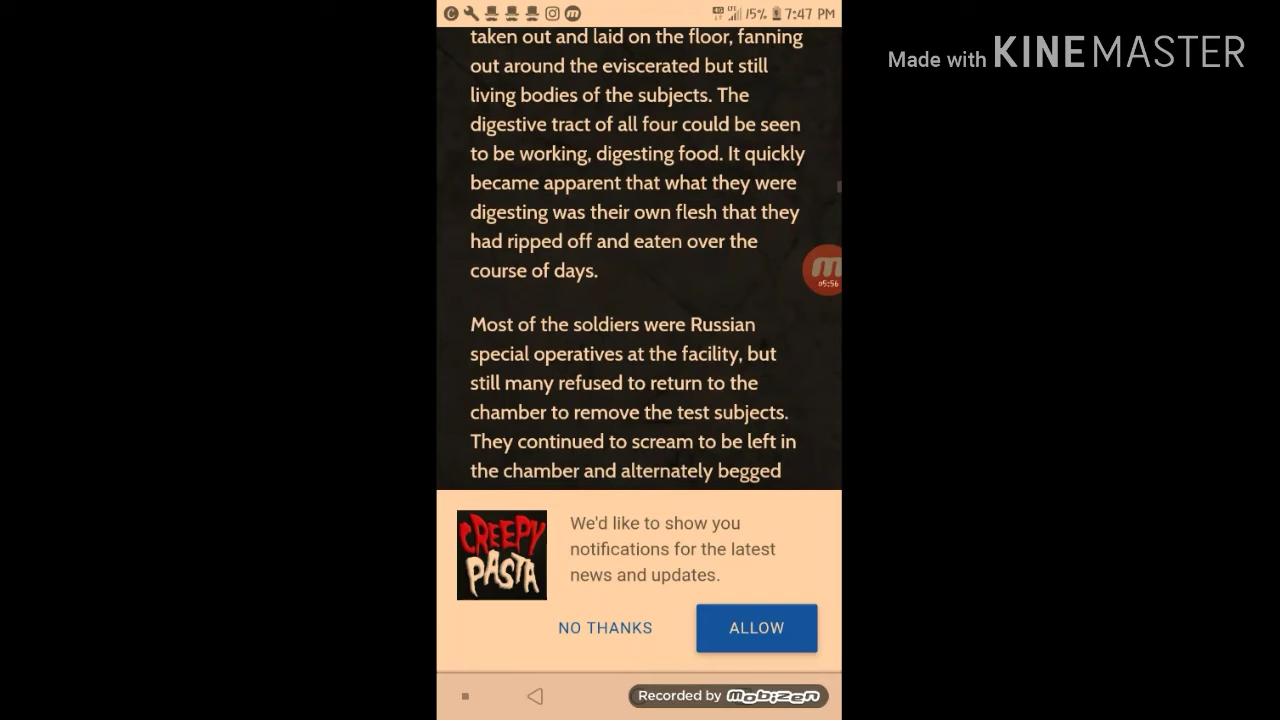 15% 7:47 PM
Made with KINEMASTER
taken out and laid on the floor, fanning
out around the eviscerated but still
living bodies of the subjects. The
digestive tract of all four could be seen
to be working, digesting food. It quickly
became apparent that what they were
digesting was their own flesh that they
had ripped off and eaten over the
course of days.
05:56
Most of the soldiers were Russian
special operatives at the facility, but
still many refused to return to the
chamber to remove the test subjects.
They continued to scream to be left in
the chamber and alternately begged
CREEPY
PASTA
We'd like to show you
notifications for the latest
news and updates.
NO THANKS
ALLOW
Recorded by mobizen